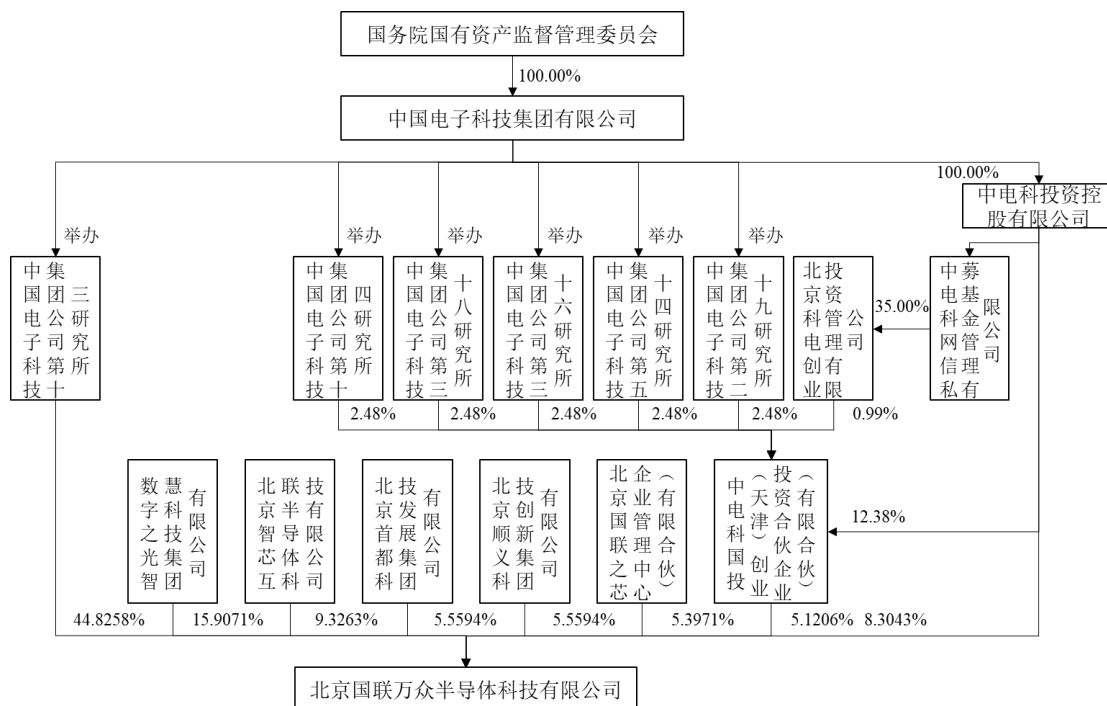 国务院国有资产监督管理委员会
100.00%
中国电子科技集团有限公司
100.00%
中电科投资控
股有限公司
举办
举办
举办
举办
举办
举办
中国电子科技
集团公司第十
三研究所
中国电子科技
集团公司第十
四研究所
中国电子科技
集团公司第三
十八研究所
中国电子科技
集团公司第三
十六研究所
中国电子科技
集团公司第五
十四研究所
中国电子科技
集团公司第二
十九研究所
北京科电创业
投资管理有限
公司
35.00%
中电科网信私
募基金管理有
限公司
2.48%
2.48%
2.48%
2.48%
2.48%
0.99%
数字之光智
慧科技集团
有限公司
北京智芯互
联半导体科
技有限公司
北京首都科
技发展集团
有限公司
北京顺义科
技创新集团
有限公司
北京国联之芯
企业管理中心
（有限合伙）
中电科国投
（天津）创业
投资合伙企业
（有限合伙）
12.38%
44.8258%
15.9071%
9.3263%
5.5594%
5.5594%
5.3971%
5.1206%
8.3043%
北京国联万众半导体科技有限公司